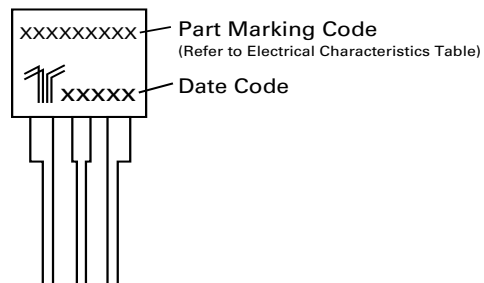 xxxxxxxxx
Part Marking Code
(Refer to Electrical Characteristics Table)
xxxxx
Date Code